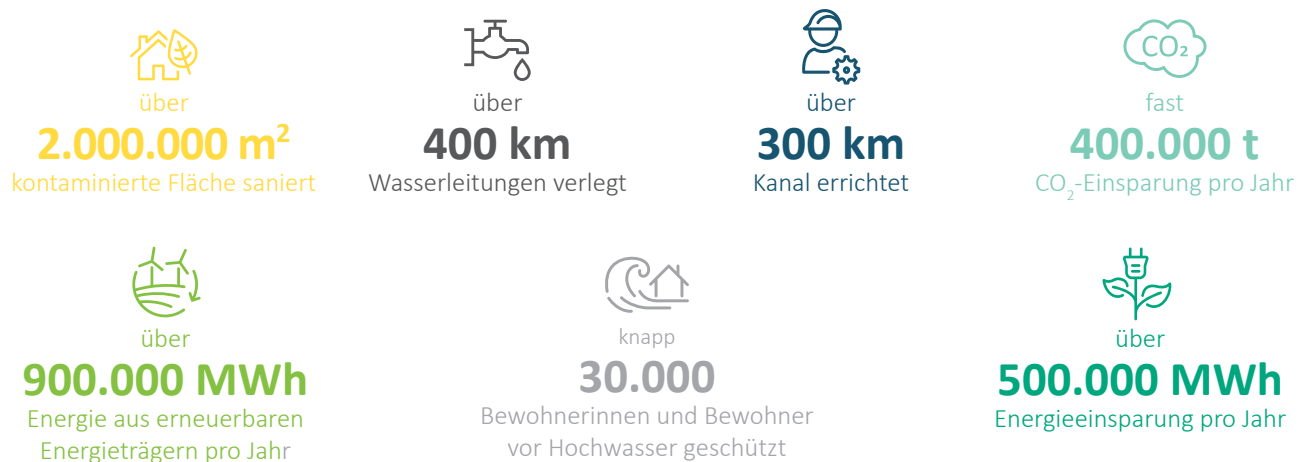 über
2.000.000 m²
kontaminierte Fläche saniert
über
400 km
Wasserleitungen verlegt
über
300 km
Kanal errichtet
CO₂
fast
400.000 t
CO₂-Einsparung pro Jahr
über
900.000 MWh
Energie aus erneuerbaren
Energieträgern pro Jahr
knapp
30.000
Bewohnerinnen und Bewohner
vor Hochwasser geschützt
über
500.000 MWh
Energieeinsparung pro Jahr